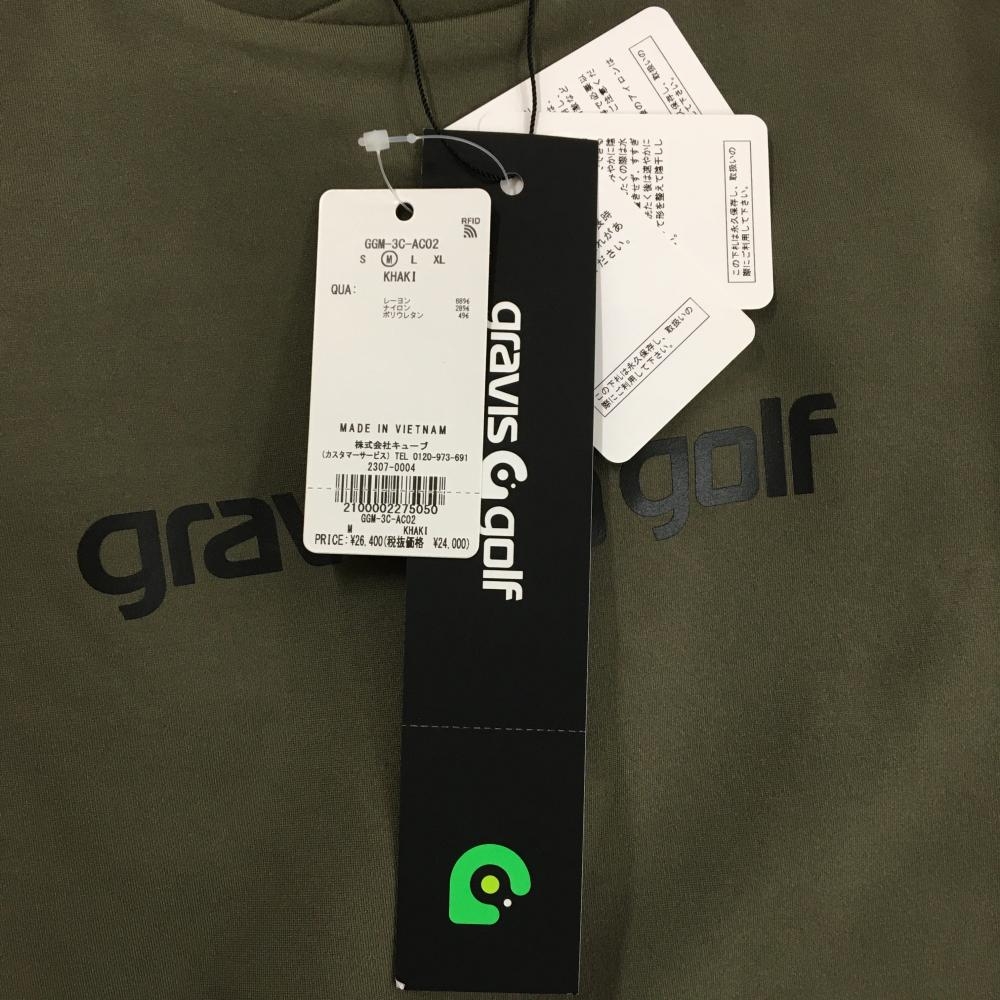 RFID
GGM-3C-AC02
S M L XL
KHAKI
QUA:
レーヨン 68%
ナイロン 28%
ポリウレタン 4%
MADE IN VIETNAM
株式会社キューブ
(カスタマーサービス) TEL 0120-973-691
2307-0004
2100002275050
GGM-3C-AC02
M KHAKI
PRICE:¥26,400(税抜価格 ¥24,000)
gravis golf
golf
この下札は永久保存し、取扱いの
際にご利用して下さい。
この下札は永久保存し、取扱いの
際にご利用して下さい。